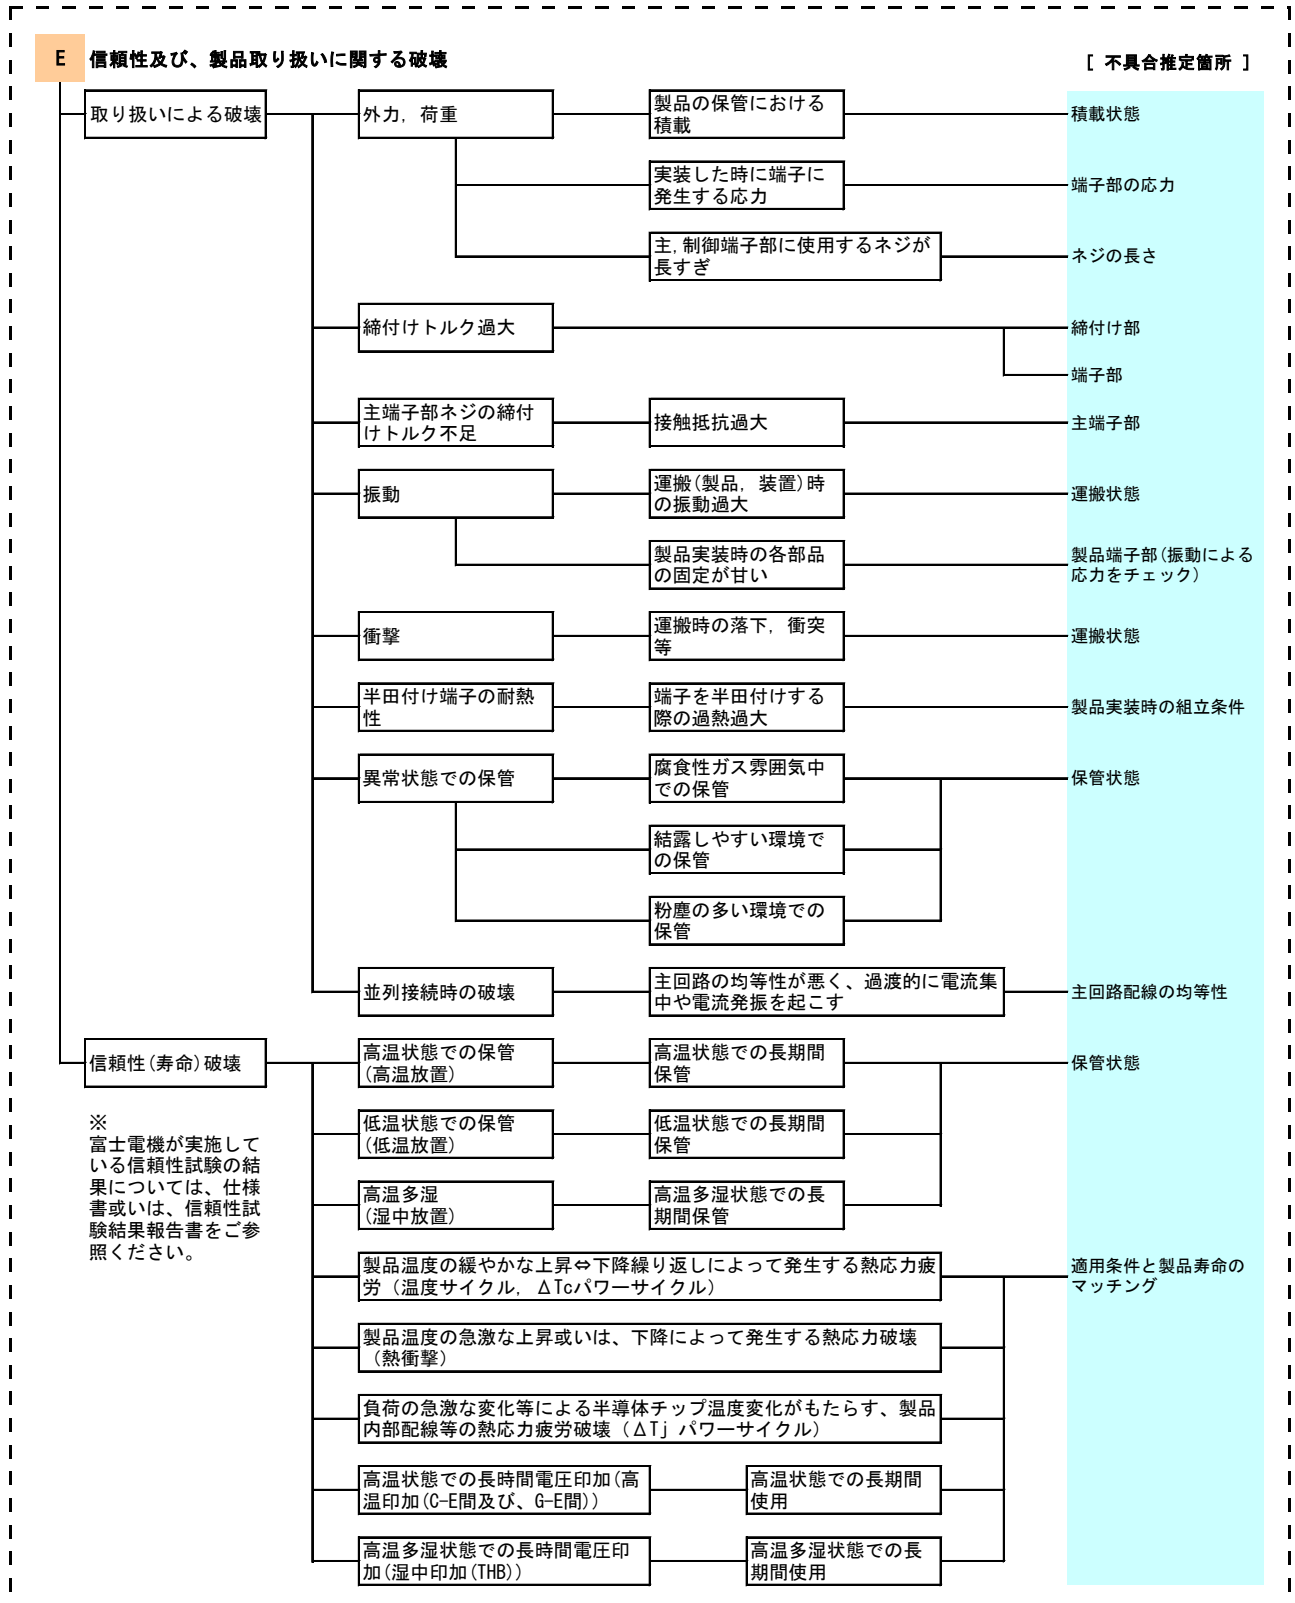 E 信頼性及び、製品取り扱いに関する破壊
[ 不具合推定箇所 ]
取り扱いによる破壊
外力, 荷重
製品の保管における
積載
積載状態
実装した時に端子に
発生する応力
端子部の応力
主,制御端子部に使用するネジが
長すぎ
ネジの長さ
締付けトルク過大
締付け部
端子部
主端子部ネジの締付
けトルク不足
接触抵抗過大
主端子部
振動
運搬(製品, 装置)時
の振動過大
運搬状態
製品実装時の各部品
の固定が甘い
製品端子部(振動による
応力をチェック)
衝撃
運搬時の落下, 衝突
等
運搬状態
半田付け端子の耐熱
性
端子を半田付けする
際の過熱過大
製品実装時の組立条件
異常状態での保管
腐食性ガス雰囲気中
での保管
保管状態
結露しやすい環境で
の保管
粉塵の多い環境での
保管
並列接続時の破壊
主回路の均等性が悪く、過渡的に電流集
中や電流発振を起こす
主回路配線の均等性
信頼性(寿命)破壊
高温状態での保管
(高温放置)
高温状態での長期間
保管
保管状態
※
富士電機が実施して
いる信頼性試験の結
果については、仕様
書或いは、信頼性試
験結果報告書をご参
照ください。
低温状態での保管
(低温放置)
低温状態での長期間
保管
高温多湿
(湿中放置)
高温多湿状態での長
期間保管
製品温度の緩やかな上昇⇔下降繰り返しによって発生する熱応力疲
労（温度サイクル, ΔTcパワーサイクル）
適用条件と製品寿命の
マッチング
製品温度の急激な上昇或いは、下降によって発生する熱応力破壊
（熱衝撃）
負荷の急激な変化等による半導体チップ温度変化がもたらす、製品
内部配線等の熱応力疲労破壊（ΔTj パワーサイクル）
高温状態での長時間電圧印加(高
温印加(C-E間及び、G-E間))
高温状態での長期間
使用
高温多湿状態での長時間電圧印
加(湿中印加(THB))
高温多湿状態での長
期間使用